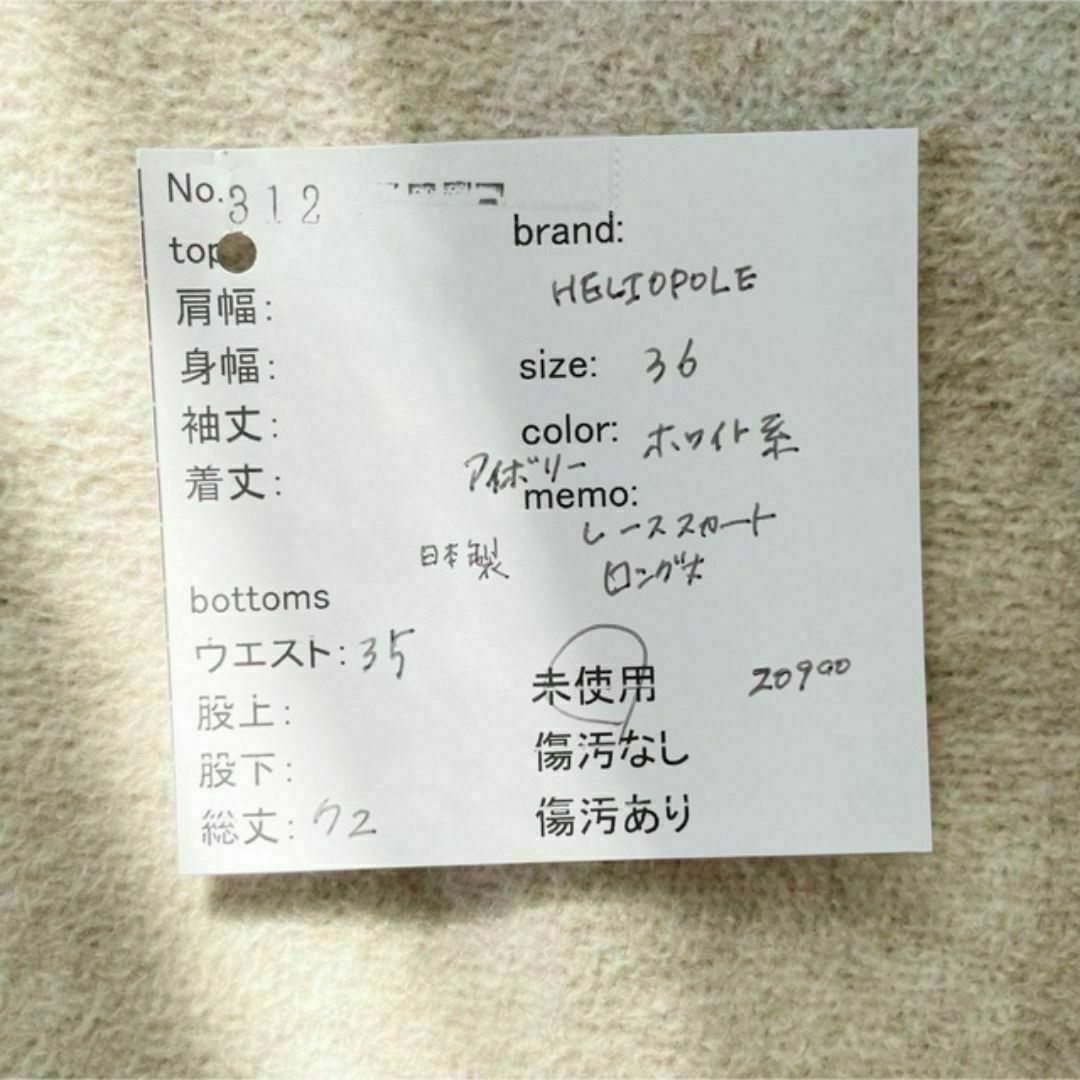 No.312
top
肩幅:
身幅:
袖丈:
着丈:
brand:
HELIOPOLE
size: 36
color: ホワイト系
アイボリー
memo:
レーススカート
ロング丈
日本製
bottoms
ウエスト: 35
股上:
股下:
総丈: 72
未使用
20900
傷汚なし
傷汚あり